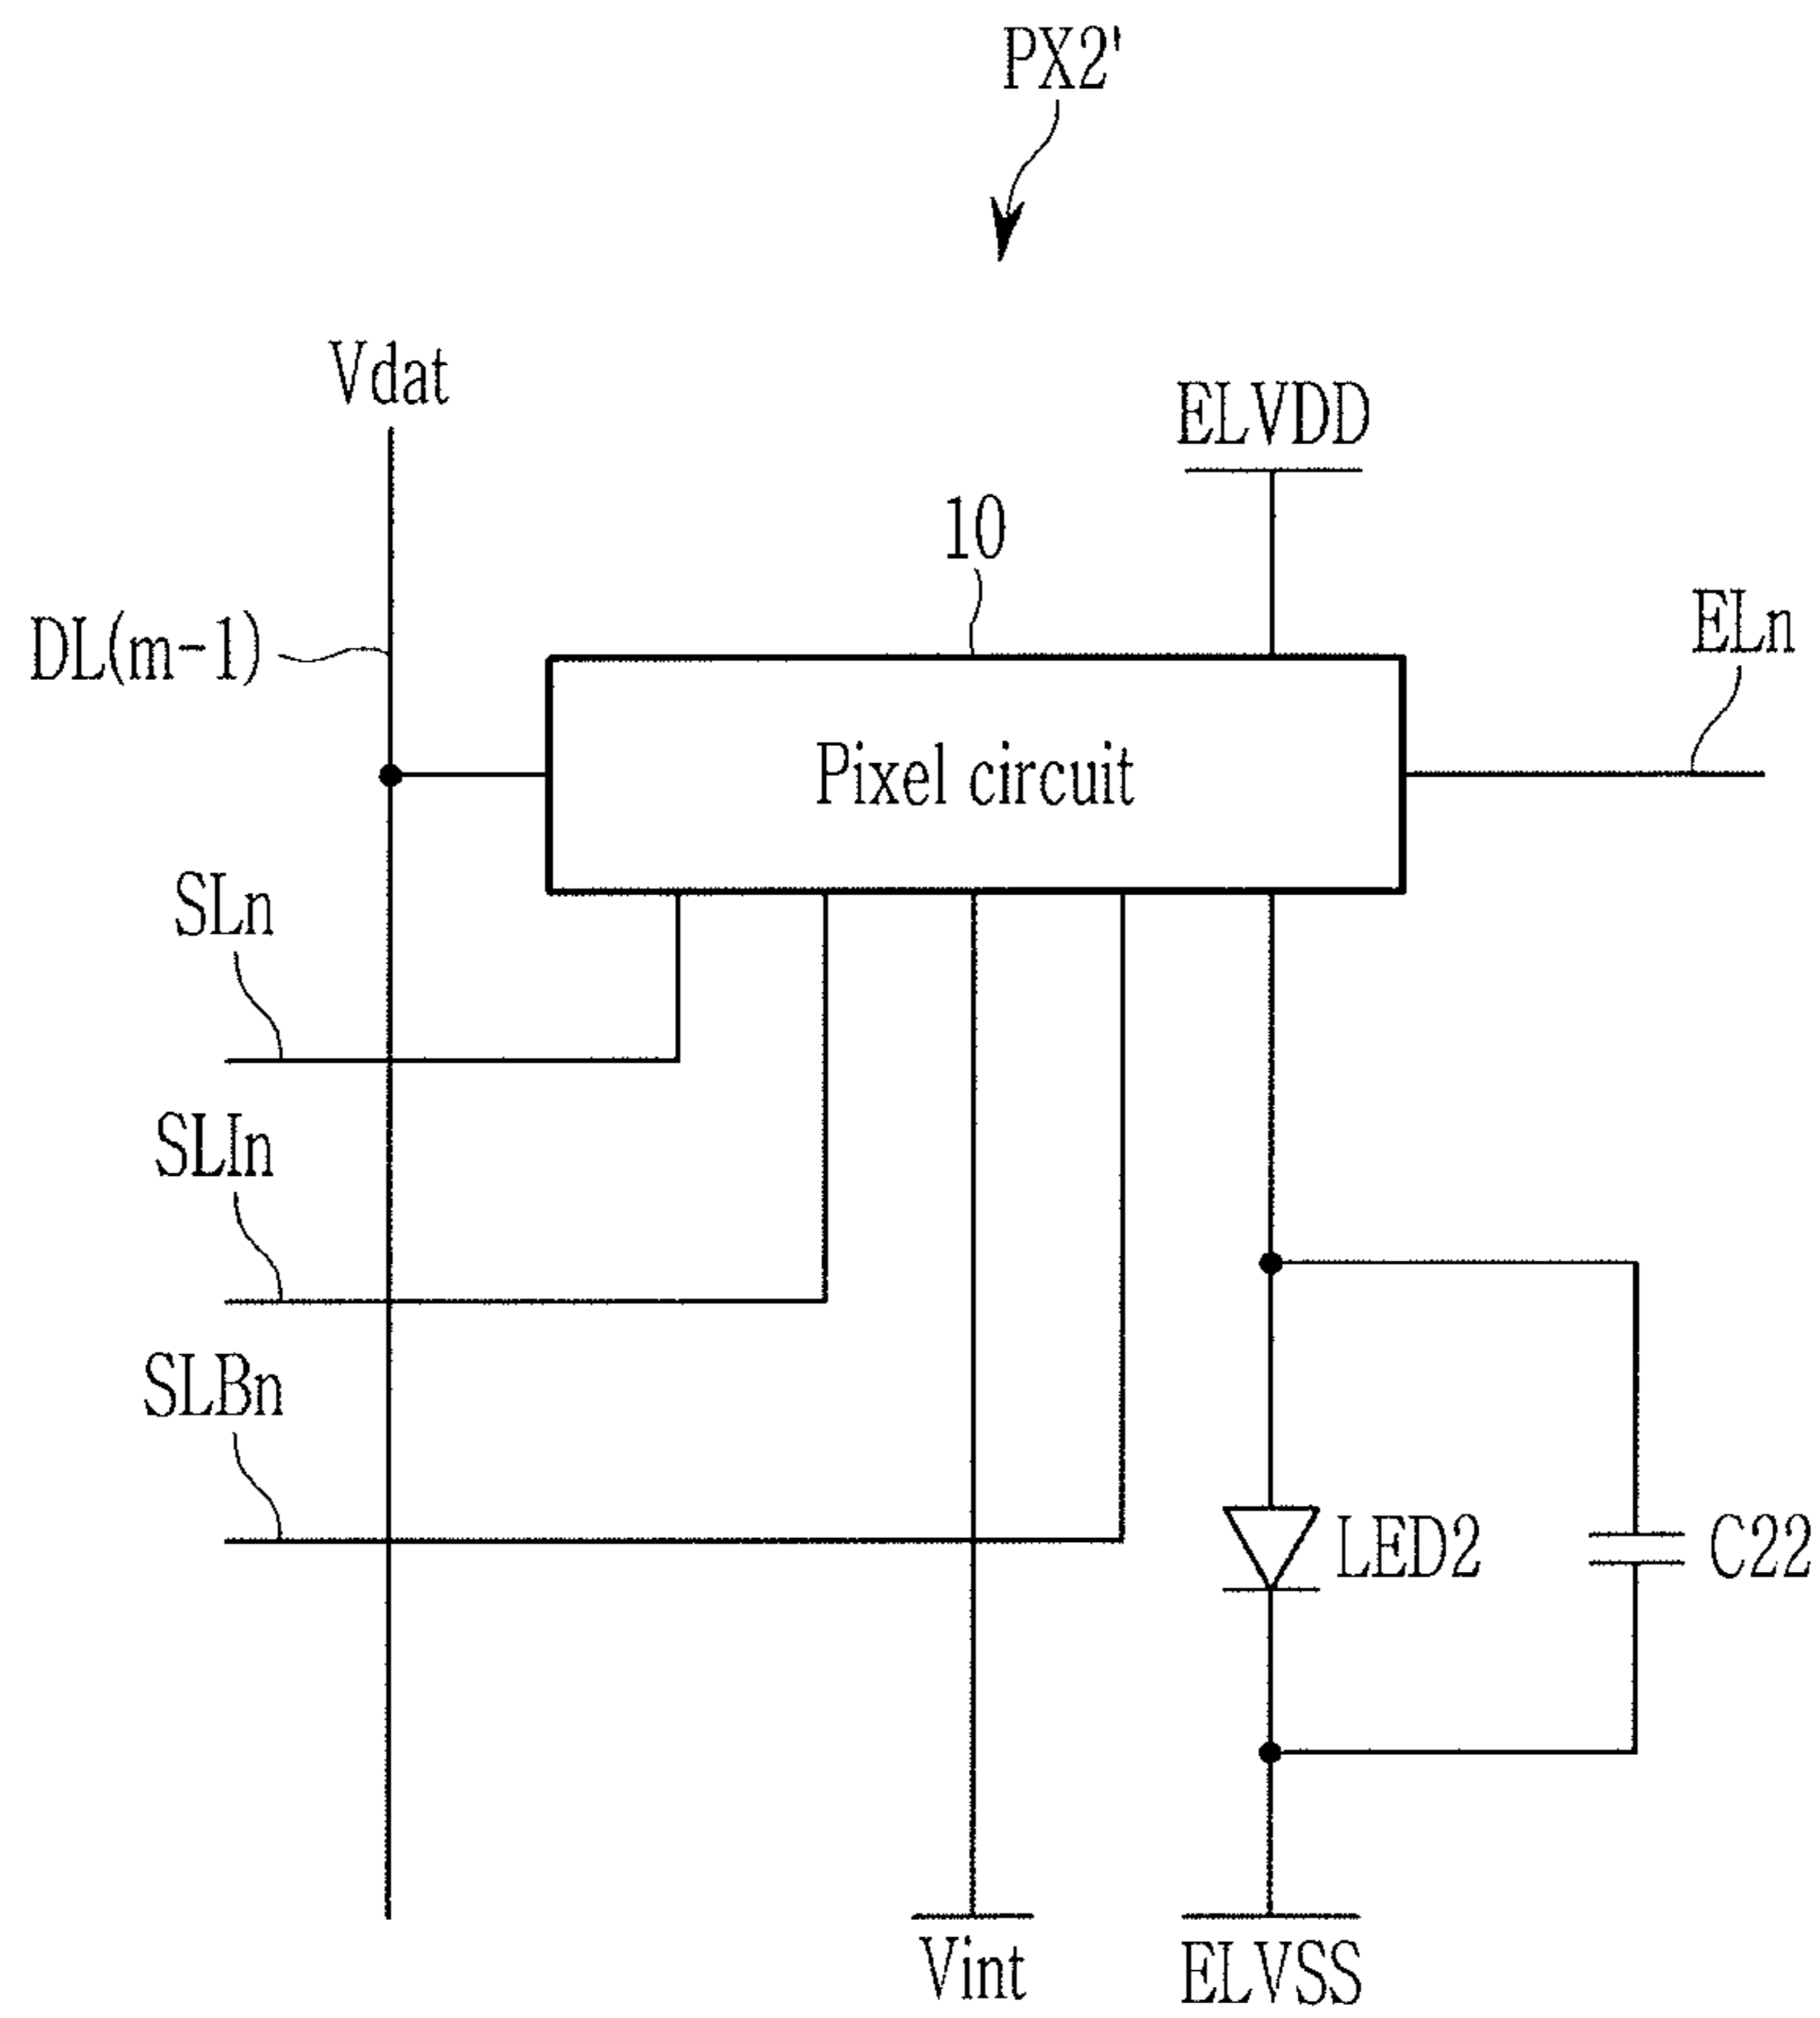 PX2'
Vdat
ELVDD
10
DL(m-1)
ELn
Pixel circuit
SLn
SLIn
SLBn
LED2
C22
Vint
ELVSS